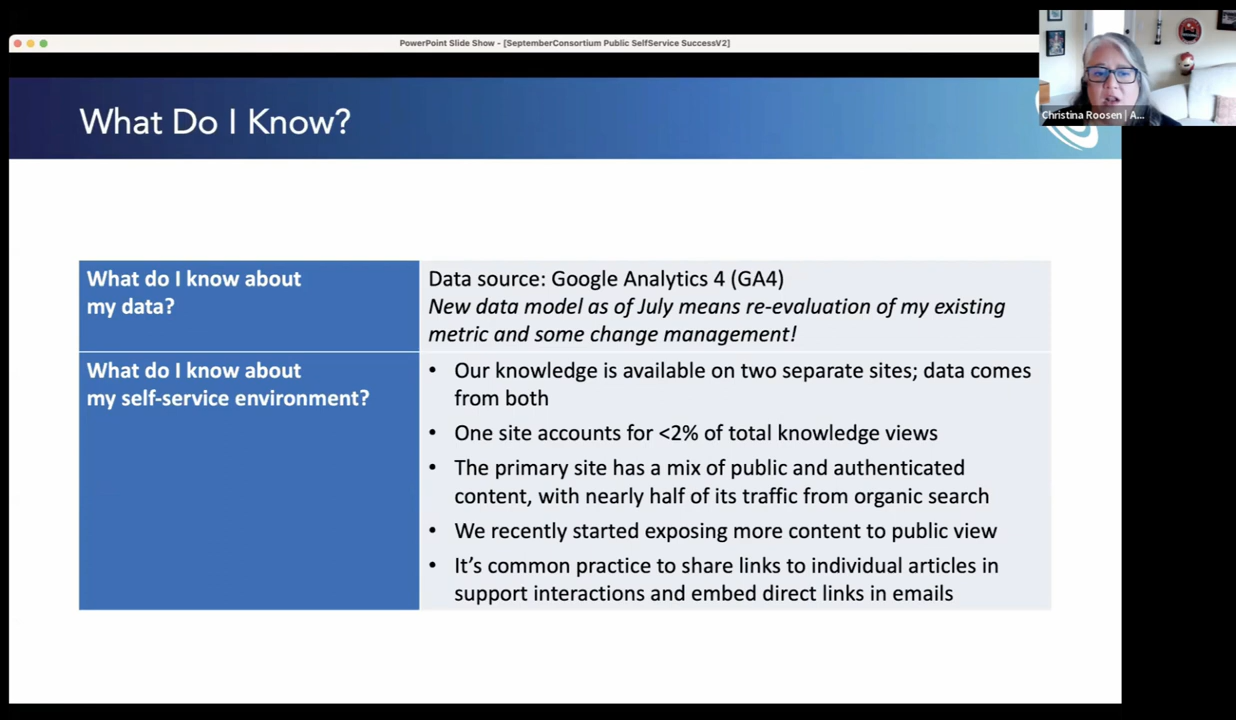 PowerPoint Slide Show - [SeptemberConsortium Public SelfService SuccessV2]
Christina Roosen | A...
What Do I Know?
What do I know about
my data?
Data source: Google Analytics 4 (GA4)
New data model as of July means re-evaluation of my existing
metric and some change management!
What do I know about
my self-service environment?
• Our knowledge is available on two separate sites; data comes
from both
• One site accounts for <2% of total knowledge views
• The primary site has a mix of public and authenticated
content, with nearly half of its traffic from organic search
• We recently started exposing more content to public view
• It’s common practice to share links to individual articles in
support interactions and embed direct links in emails